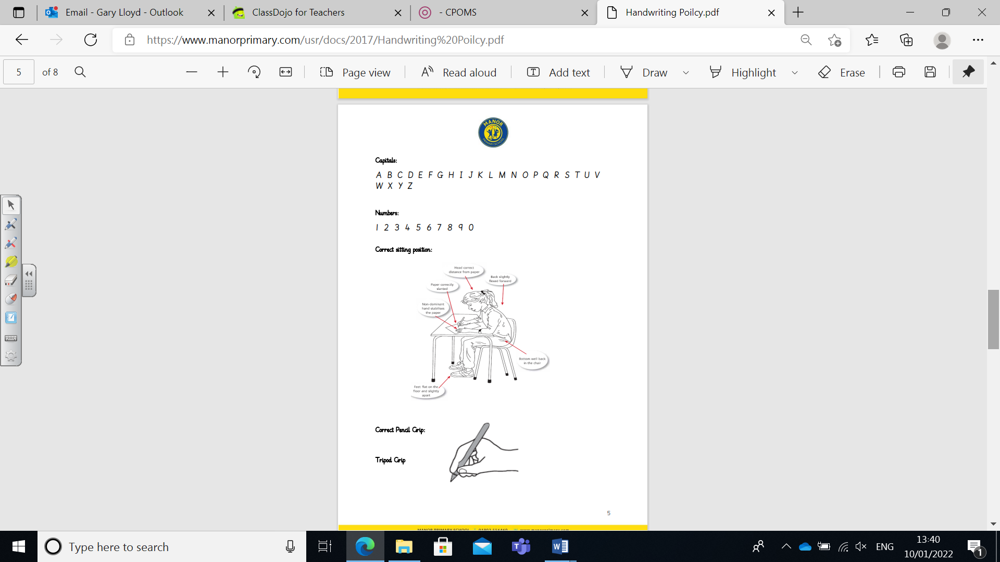 Email - Gary Lloyd - Outlook
ClassDojo for Teachers
- CPOMS
Handwriting Poilcy.pdf
https://www.manorprimary.com/usr/docs/2017/Handwriting%20Poilcy.pdf
5 of 8
Page view
Read aloud
Add text
Draw
Highlight
Erase
MANOR
PRIMARY SCHOOL
Capitals:
A B C D E F G H I J K L M N O P Q R S T U V
W X Y Z
Numbers:
1 2 3 4 5 6 7 8 9 0
Correct sitting position:
Head correct
distance from paper
Back slightly
flexed forward
Paper correctly
slanted
Non-dominant
hand stabilises
the paper
Bottom well back
in the chair
Feet flat on the
floor and slightly
apart
Correct Pencil Grip:
Tripod Grip
5
MANOR PRIMARY SCHOOL T 01902 556460 W www.manorprimary.com
Type here to search
ENG
13:40
10/01/2022
1